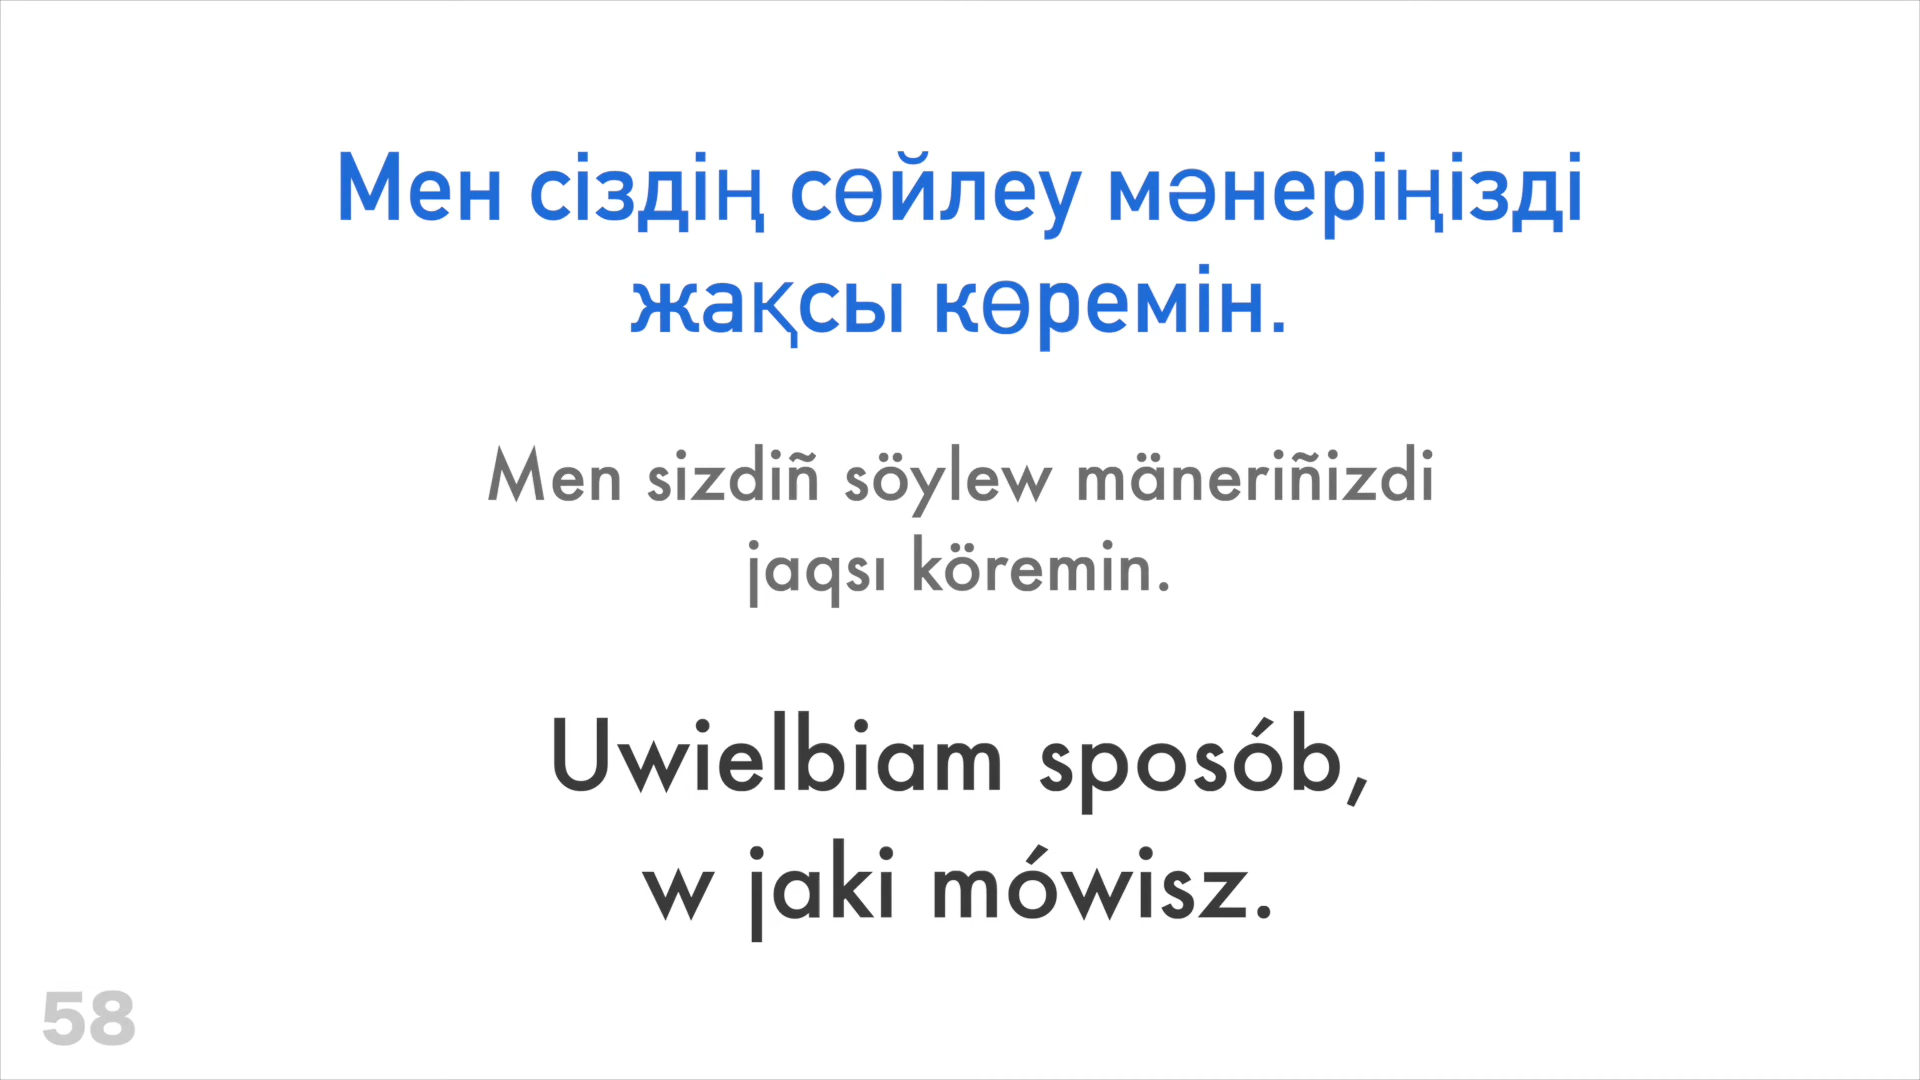 Мен сіздің сөйлеу мәнеріңізді
жақсы көремін.
Men sizdiñ söylew mäneriñizdi
jaqsı köremin.
Uwielbiam sposób,
w jaki mówisz.
58